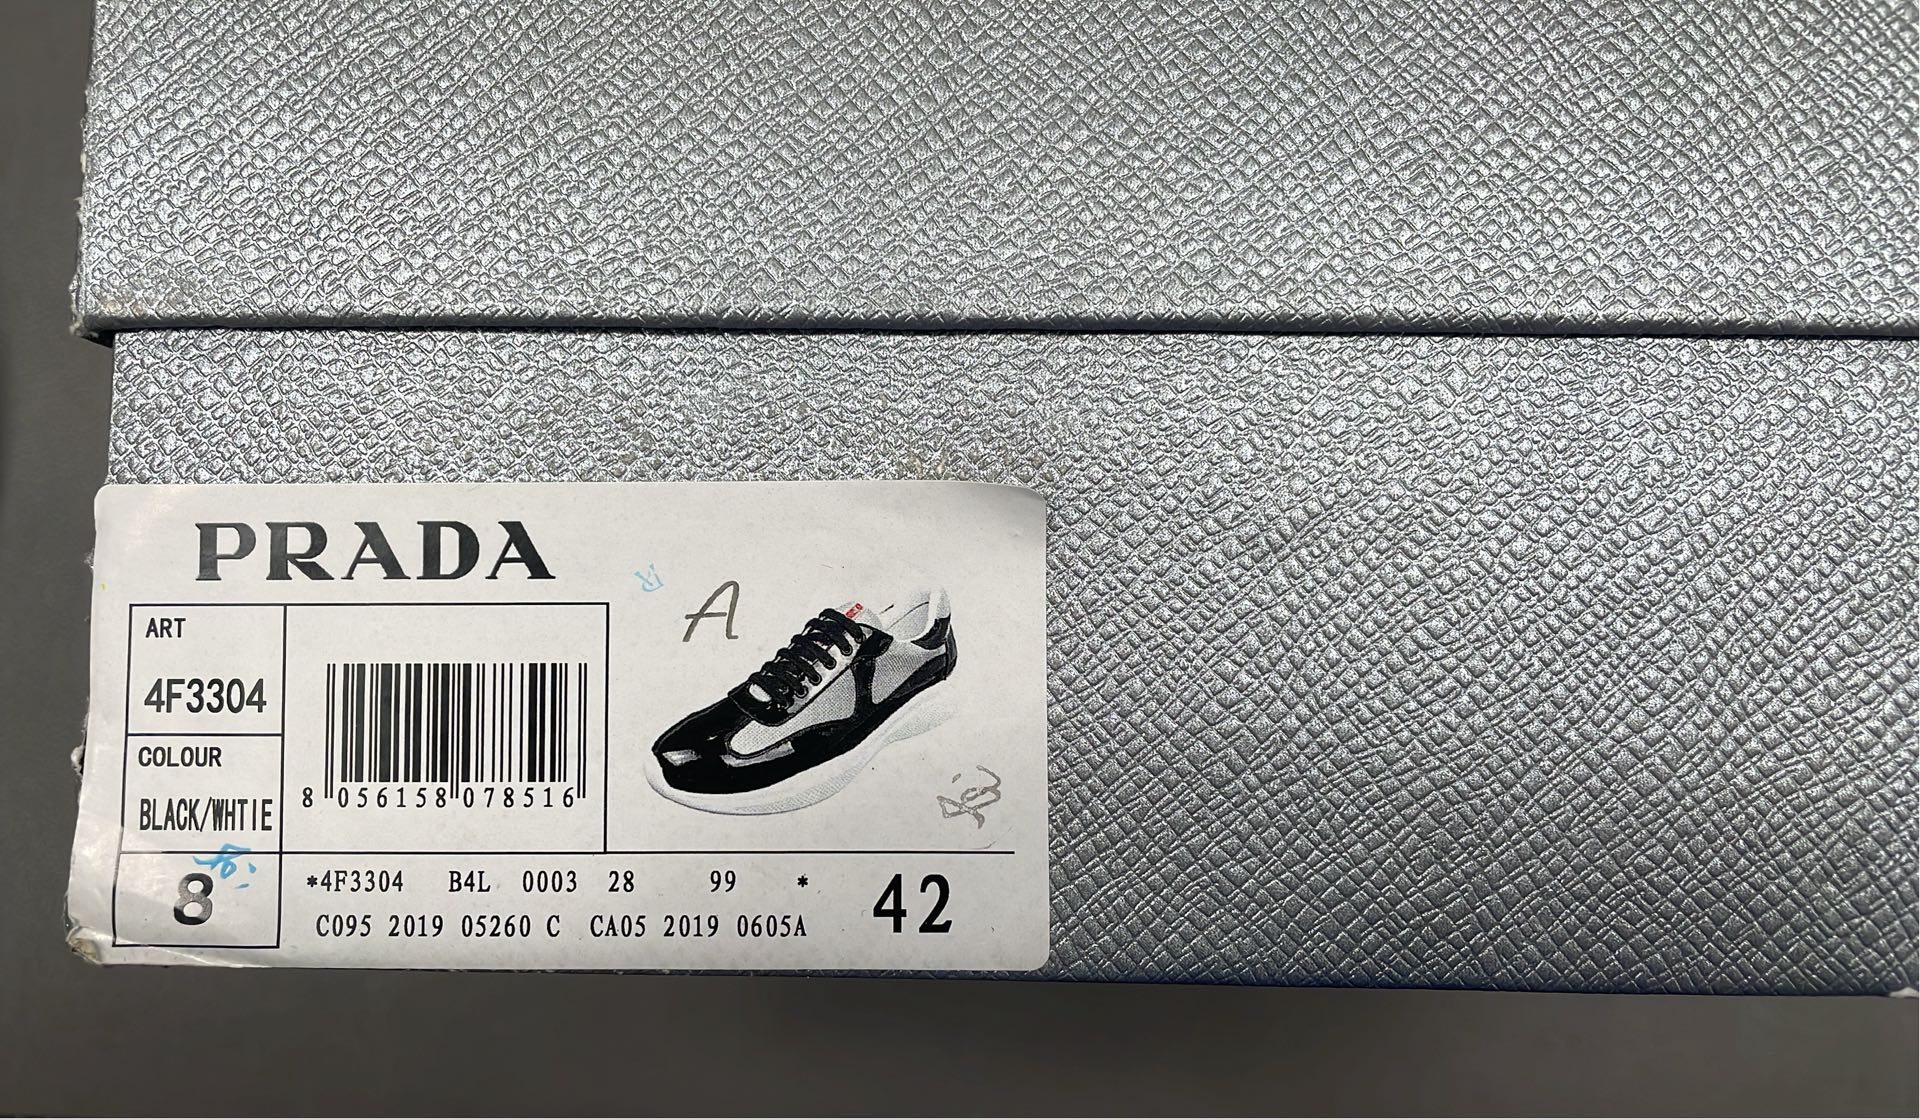 PRADA
A
ART
4F3304
COLOUR
BLACK/WHTIE
8 056158 078516
8
*4F3304 B4L 0003 28 99 *
C095 2019 05260 C CA05 2019 0605A
42